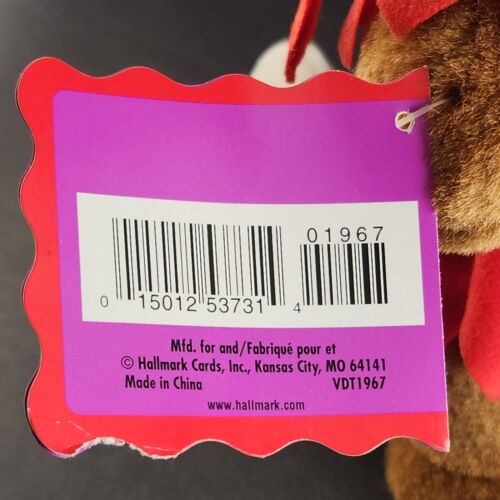 01967
0 15012 53731 4
Mfd. for and/Fabriqué pour et
© Hallmark Cards, Inc., Kansas City, MO 64141
Made in China VDT1967
www.hallmark.com